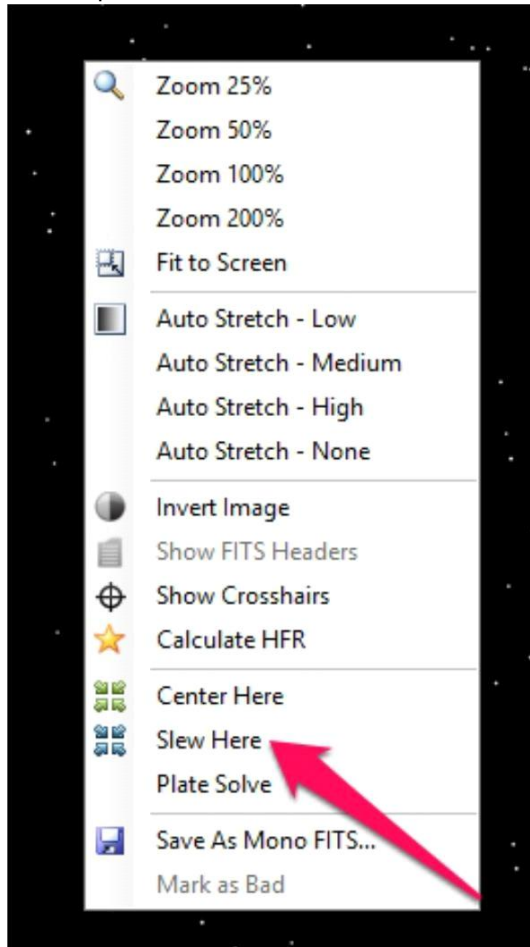 Zoom 25%
Zoom 50%
Zoom 100%
Zoom 200%
Fit to Screen
Auto Stretch - Low
Auto Stretch - Medium
Auto Stretch - High
Auto Stretch - None
Invert Image
Show FITS Headers
Show Crosshairs
Calculate HFR
Center Here
Slew Here
Plate Solve
Save As Mono FITS...
Mark as Bad